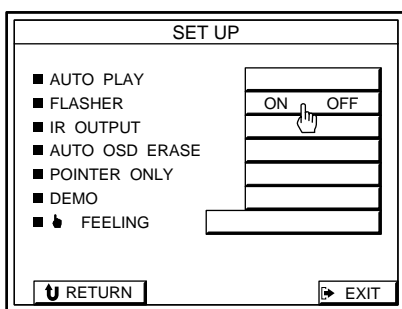 SET UP
AUTO PLAY
FLASHER ON OFF
IR OUTPUT
AUTO OSD ERASE
POINTER ONLY
DEMO
FEELING
RETURN EXIT